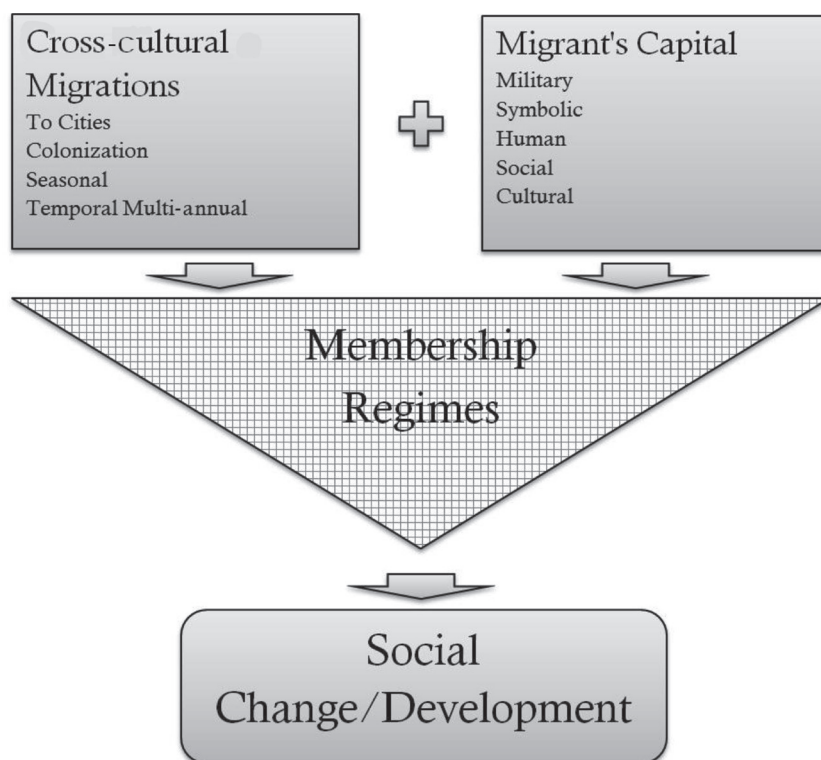 Cross-cultural
Migrations
To Cities
Colonization
Seasonal
Temporal Multi-annual
Migrant's Capital
Military
Symbolic
Human
Social
Cultural
Membership
Regimes
Social
Change/Development